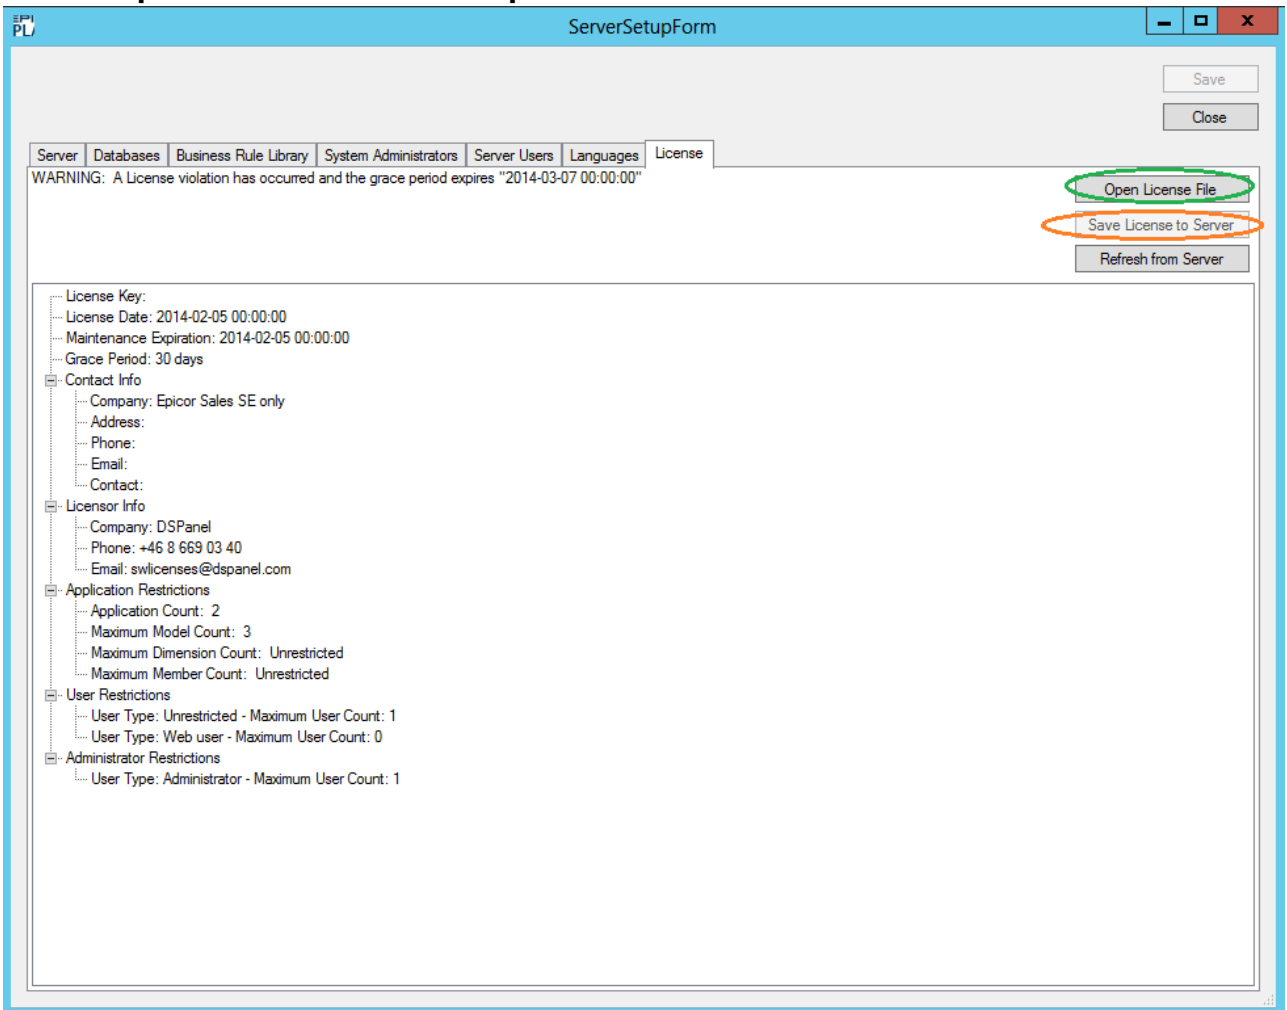 EPI
PL/
ServerSetupForm
Save
Close
Server Databases Business Rule Library System Administrators Server Users Languages License
WARNING:  A License violation has occurred and the grace period expires "2014-03-07 00:00:00"
Open License File
Save License to Server
Refresh from Server
License Key:
License Date: 2014-02-05 00:00:00
Maintenance Expiration: 2014-02-05 00:00:00
Grace Period: 30 days
Contact Info
Company: Epicor Sales SE only
Address:
Phone:
Email:
Contact:
Licensor Info
Company: DSPanel
Phone: +46 8 669 03 40
Email: swlicenses@dspanel.com
Application Restrictions
Application Count:  2
Maximum Model Count:  3
Maximum Dimension Count:  Unrestricted
Maximum Member Count:  Unrestricted
User Restrictions
User Type: Unrestricted - Maximum User Count: 1
User Type: Web user - Maximum User Count: 0
Administrator Restrictions
User Type: Administrator - Maximum User Count: 1